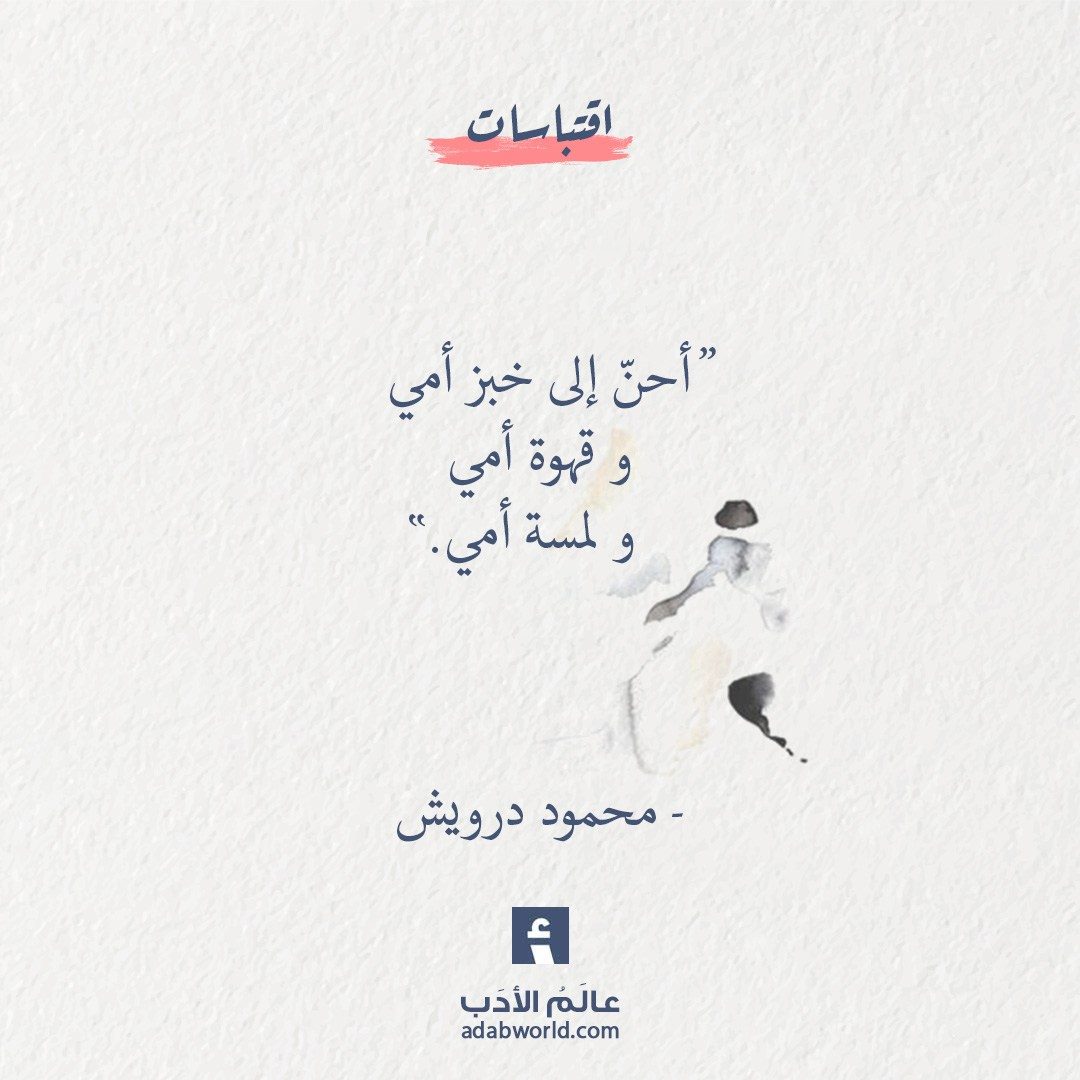 اقتباسات
”أحنّ إلى خبز أمي
و قهوة أمي
و لمسة أمي.“
- محمود درويش
أ
عالَمُ الأدَب
adabworld.com